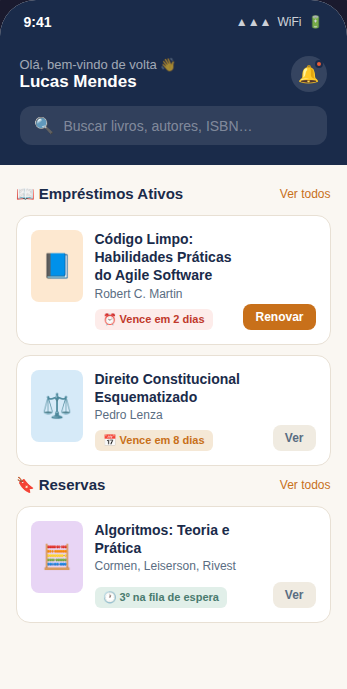 9:41
WiFi
Olá, bem-vindo de volta 👋
Lucas Mendes
Buscar livros, autores, ISBN…
📖 Empréstimos Ativos
Ver todos
Código Limpo:
Habilidades Práticas
do Agile Software
Robert C. Martin
⏰ Vence em 2 dias
Renovar
Direito Constitucional
Esquematizado
Pedro Lenza
📅 Vence em 8 dias
Ver
🔖 Reservas
Ver todos
Algoritmos: Teoria e
Prática
Cormen, Leiserson, Rivest
🕐 3º na fila de espera
Ver